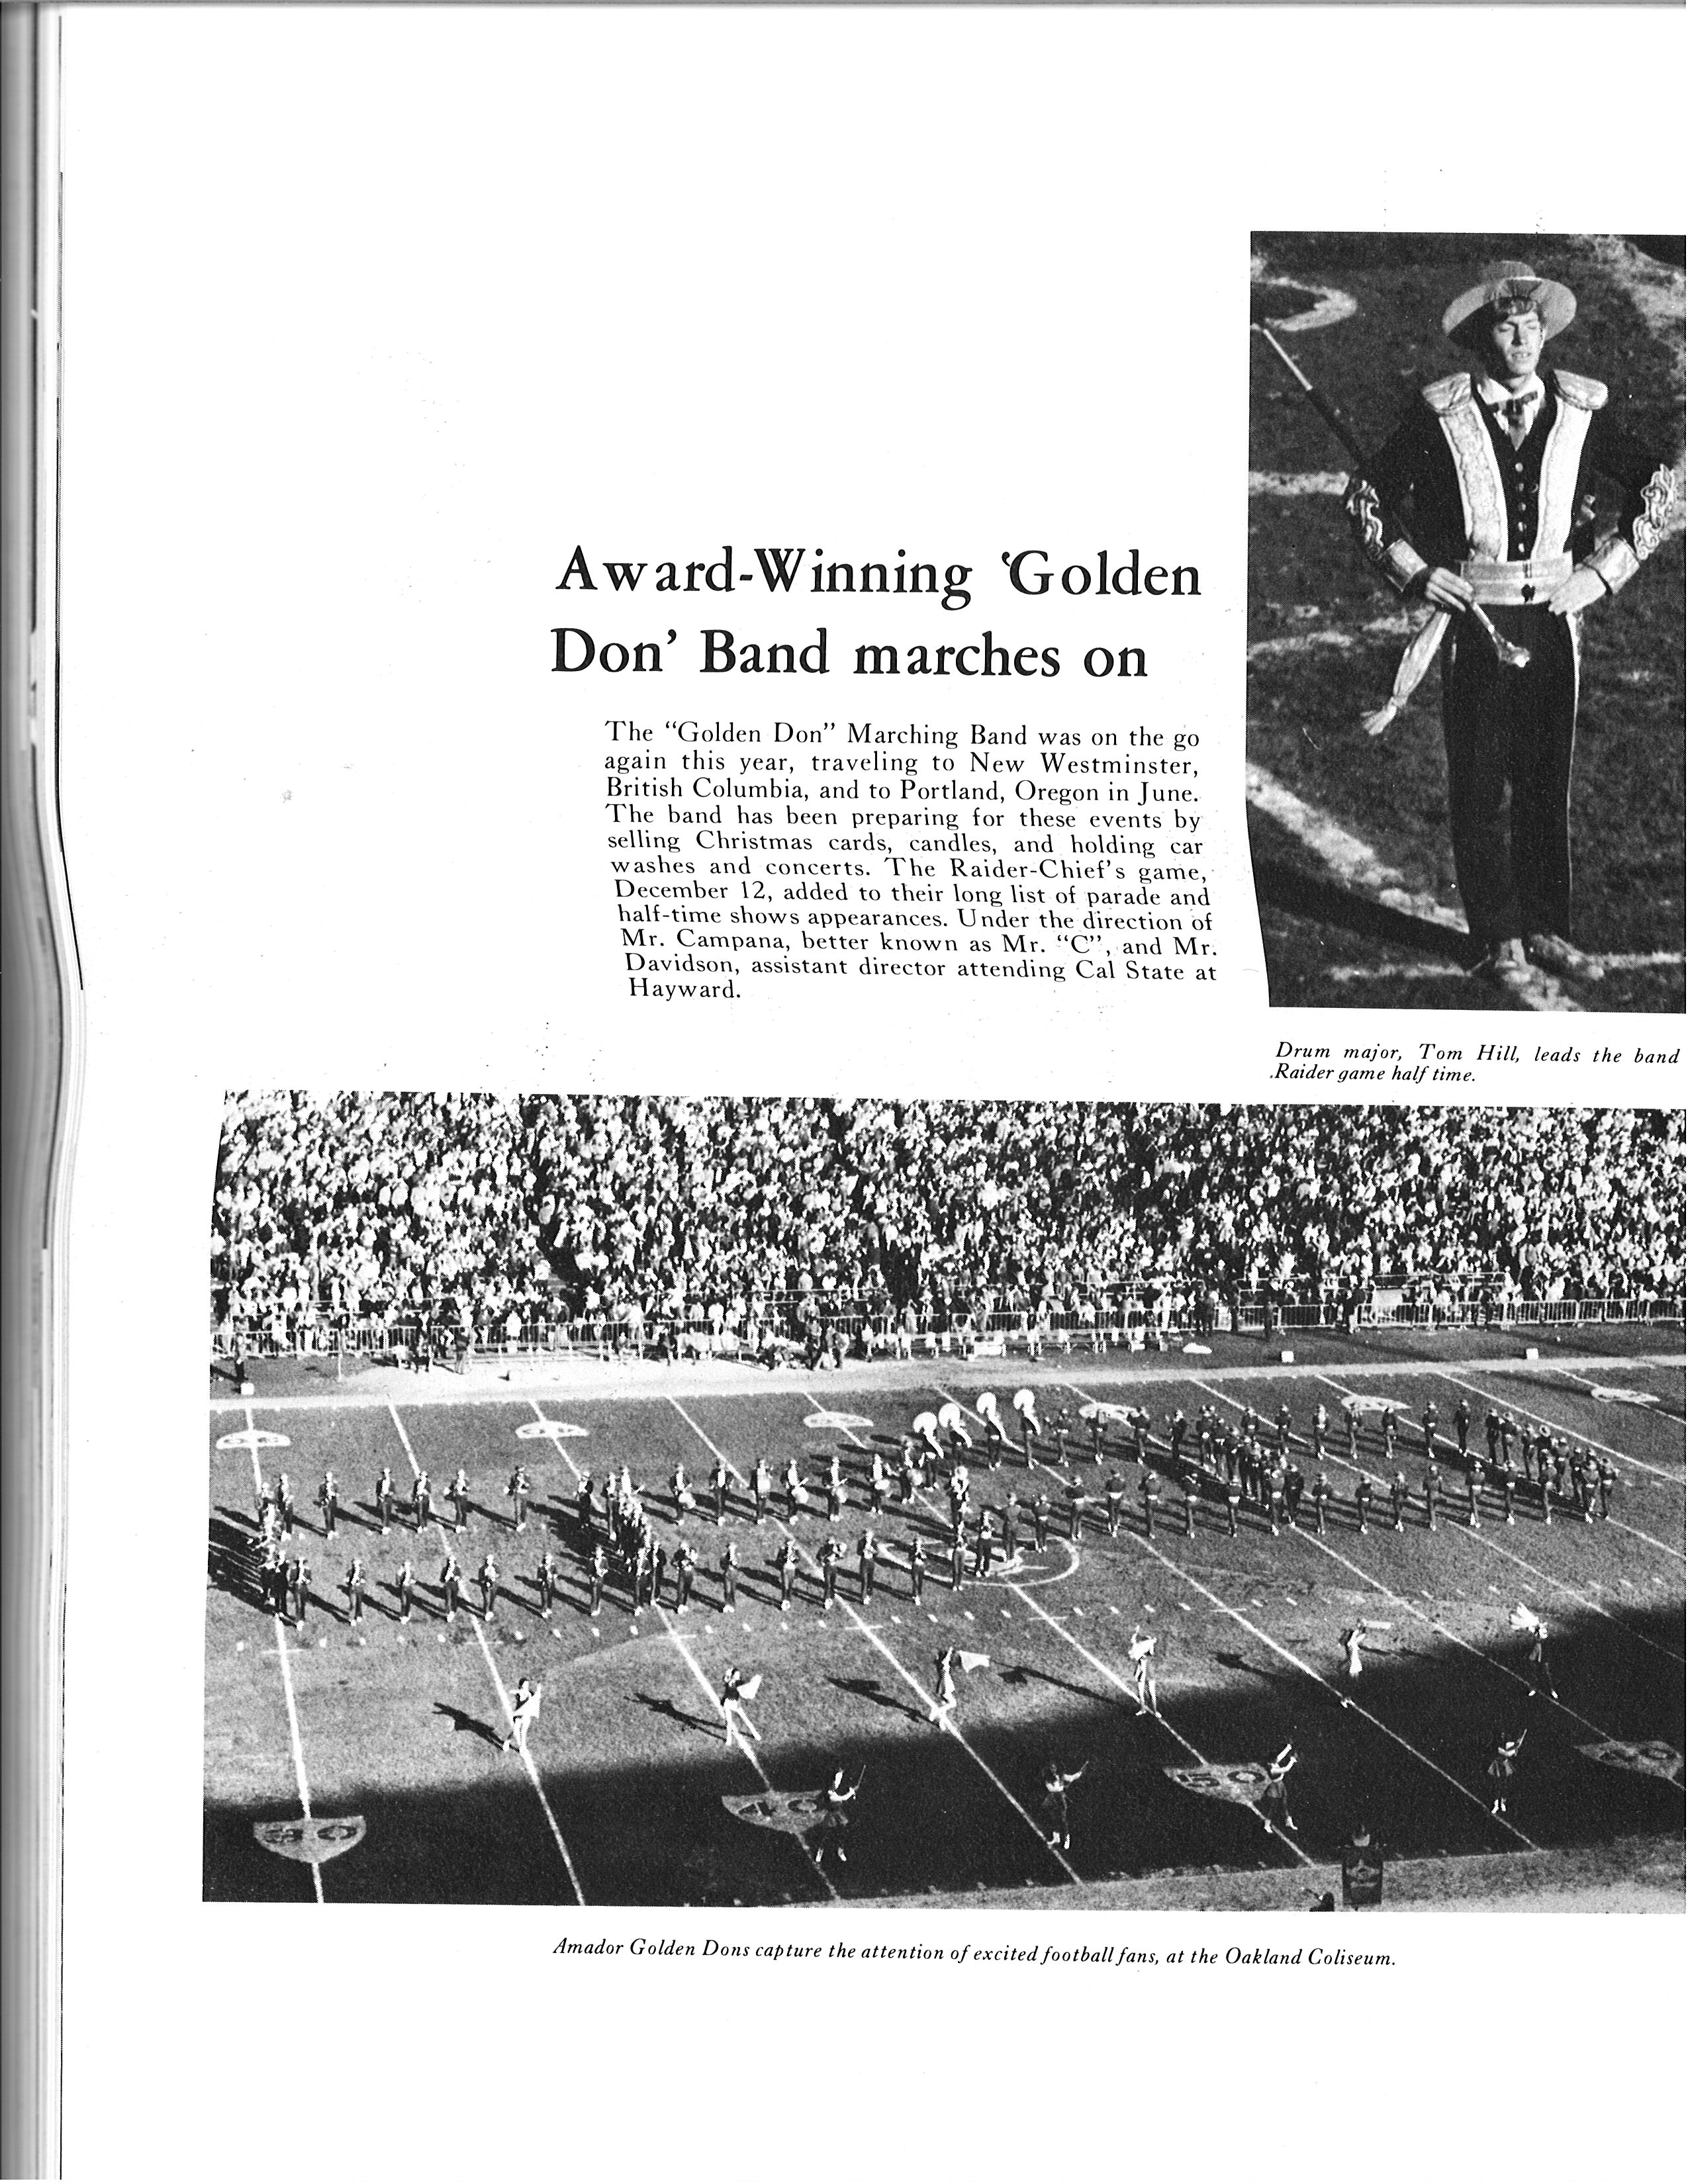 Award-Winning ‘Golden
Don’ Band marches on
The “Golden Don” Marching Band was on the go
again this year, traveling to New Westminster,
British Columbia, and to Portland, Oregon in June.
The band has been preparing for these events by
selling Christmas cards, candles, and holding car
washes and concerts. The Raider-Chief's game,
December 12, added to their long list of parade and
half-time shows appearances. Under the direction of
Mr. Campana, better known as Mr. “C”, and Mr.
Davidson, assistant director attending Cal State at
Hayward.
Drum major, Tom Hill, leads the band
Raider game half time.
30
40
50
Amador Golden Dons capture the attention of excited football fans, at the Oakland Coliseum.